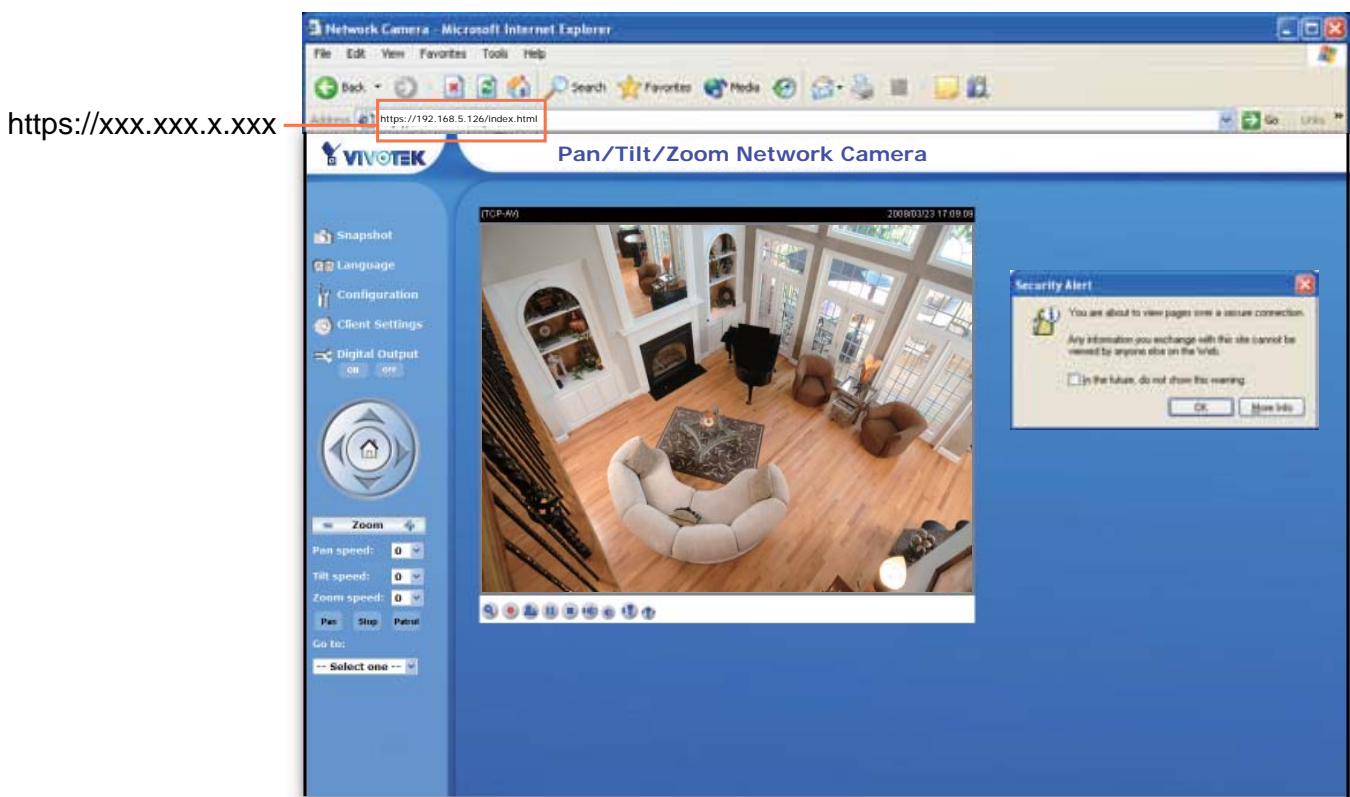 Network Camera - Microsoft Internet Explorer
File Edit View Favorites Tools Help
Back Search Favorites Media
https://xxx.xxx.x.xxx
Address https://192.168.5.126/index.html Go Links
VIVOTEK
Pan/Tilt/Zoom Network Camera
(TCP-AV) 2008/03/23 17:09:09
Snapshot
Language
Configuration
Client Settings
Digital Output
ON OFF
Zoom
Pan speed: 0
Tilt speed: 0
Zoom speed: 0
Pan Stop Patrol
Go to:
-- Select one --
Security Alert
You are about to view pages over a secure connection.
Any information you exchange with this site cannot be
viewed by anyone else on the Web.
In the future, do not show this warning
OK More Info